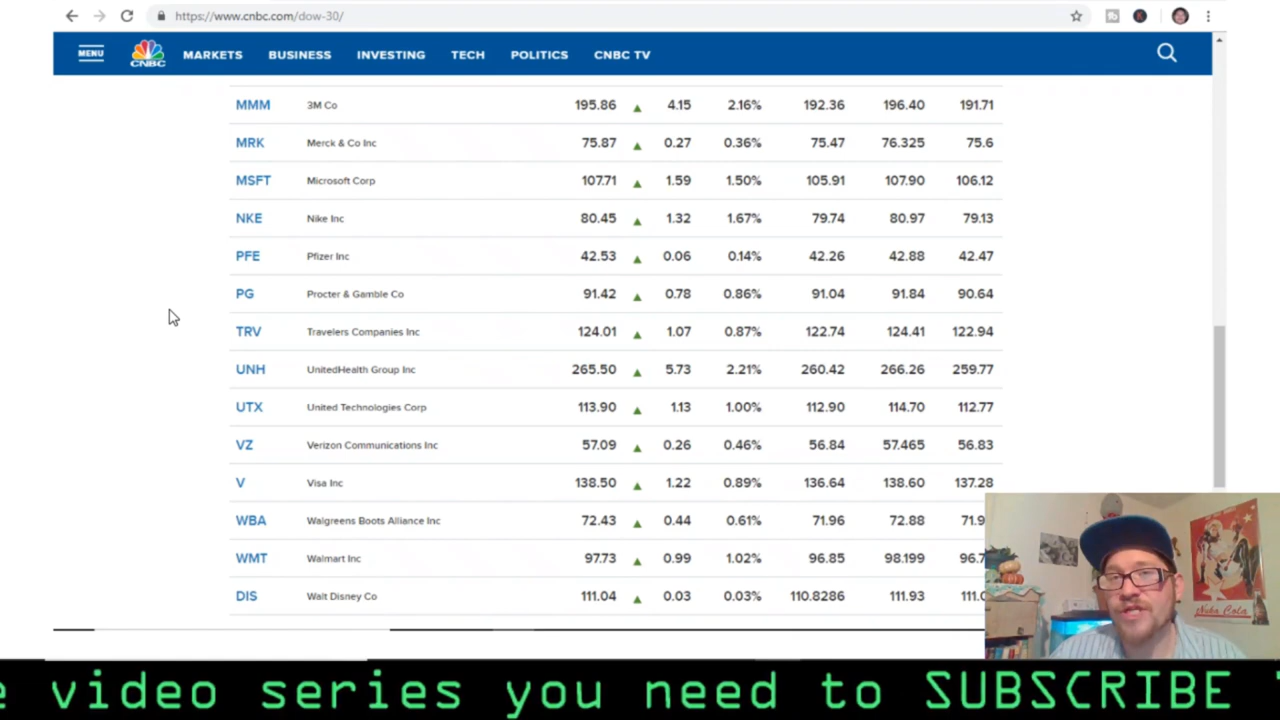 https://www.cnbc.com/dow-30/
MENU CNBC MARKETS BUSINESS INVESTING TECH POLITICS CNBC TV
MMM 3M Co 195.86 4.15 2.16% 192.36 196.40 191.71
MRK Merck & Co Inc 75.87 0.27 0.36% 75.47 76.325 75.6
MSFT Microsoft Corp 107.71 1.59 1.50% 105.91 107.90 106.12
NKE Nike Inc 80.45 1.32 1.67% 79.74 80.97 79.13
PFE Pfizer Inc 42.53 0.06 0.14% 42.26 42.88 42.47
PG Procter & Gamble Co 91.42 0.78 0.86% 91.04 91.84 90.64
TRV Travelers Companies Inc 124.01 1.07 0.87% 122.74 124.41 122.94
UNH UnitedHealth Group Inc 265.50 5.73 2.21% 260.42 266.26 259.77
UTX United Technologies Corp 113.90 1.13 1.00% 112.90 114.70 112.77
VZ Verizon Communications Inc 57.09 0.26 0.46% 56.84 57.465 56.83
V Visa Inc 138.50 1.22 0.89% 136.64 138.60 137.28
WBA Walgreens Boots Alliance Inc 72.43 0.44 0.61% 71.96 72.88 71.9
WMT Walmart Inc 97.73 0.99 1.02% 96.85 98.199 96.7
DIS Walt Disney Co 111.04 0.03 0.03% 110.8286 111.93 111.0
Nuka Cola
e video series you need to SUBSCRIBE